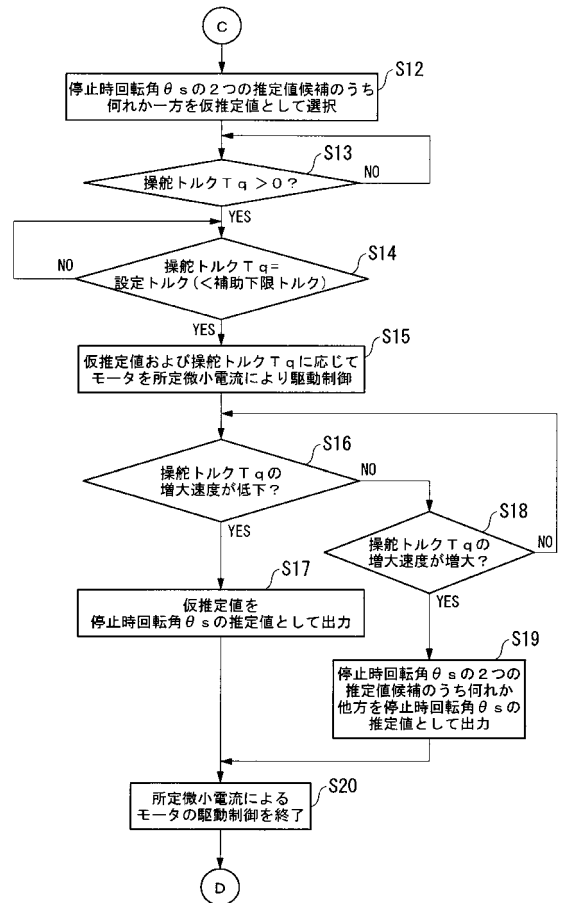 C
S12
停止時回転角θsの2つの推定値候補のうち
何れか一方を仮推定値として選択
S13
操舵トルクTq>0?
NO
YES
S14
操舵トルクTq=
設定トルク(<補助下限トルク)
NO
YES
S15
仮推定値および操舵トルクTqに応じて
モータを所定微小電流により駆動制御
S16
操舵トルクTqの
増大速度が低下?
NO
YES
S18
操舵トルクTqの
増大速度が増大?
NO
YES
S17
仮推定値を
停止時回転角θsの推定値として出力
S19
停止時回転角θsの2つの
推定値候補のうち何れか
他方を停止時回転角θsの
推定値として出力
S20
所定微小電流による
モータの駆動制御を終了
D